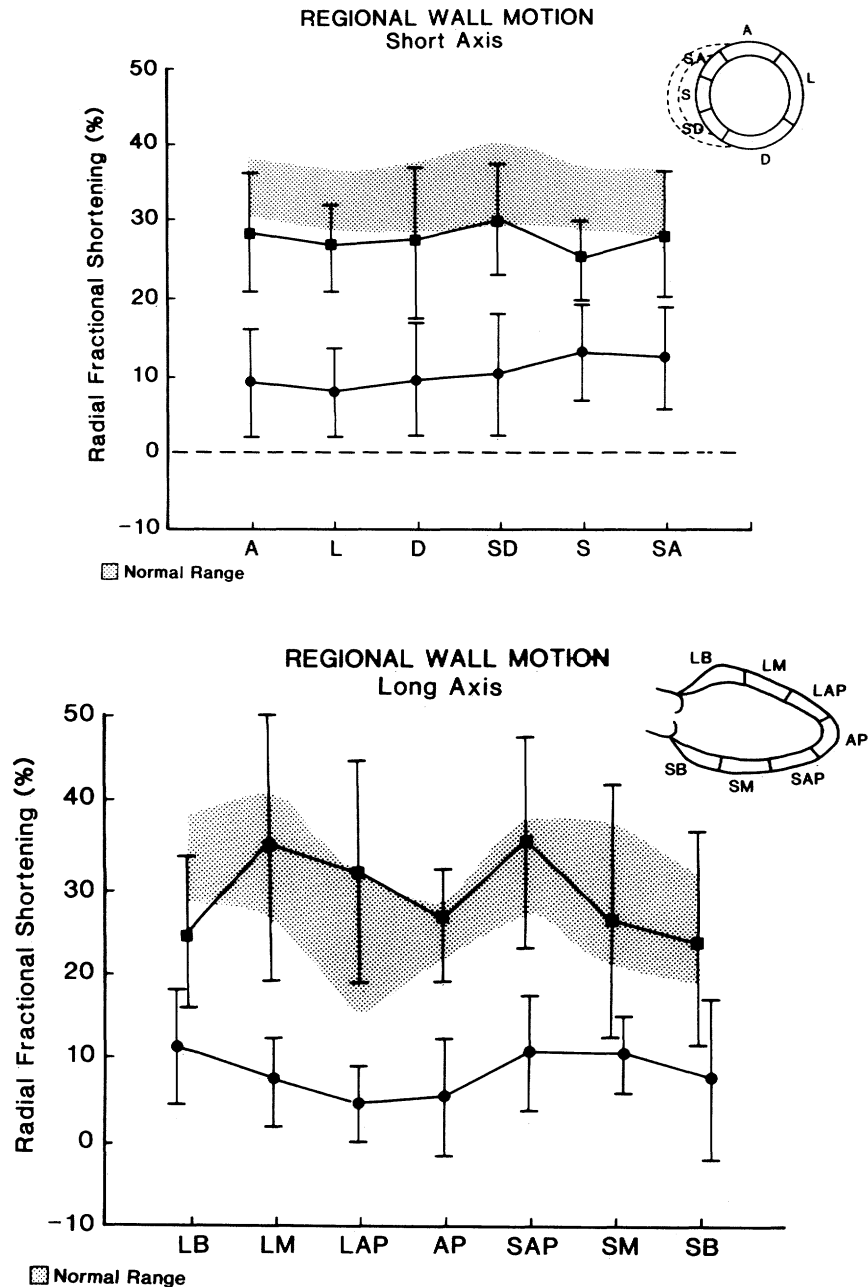 REGIONAL WALL MOTION
Short Axis
A
SA
L
S
SD
D
Radial Fractional Shortening (%)
50
40
30
20
10
0
-10
A L D SD S SA
Normal Range
REGIONAL WALL MOTION
Long Axis
LB
LM
LAP
AP
SB
SM
SAP
Radial Fractional Shortening (%)
50
40
30
20
10
0
-10
LB LM LAP AP SAP SM SB
Normal Range